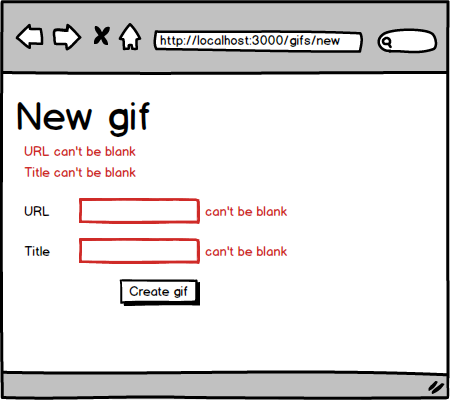 http://localhost:3000/gifs/new
New gif
URL can't be blank
Title can't be blank
URL can't be blank
Title can't be blank
Create gif